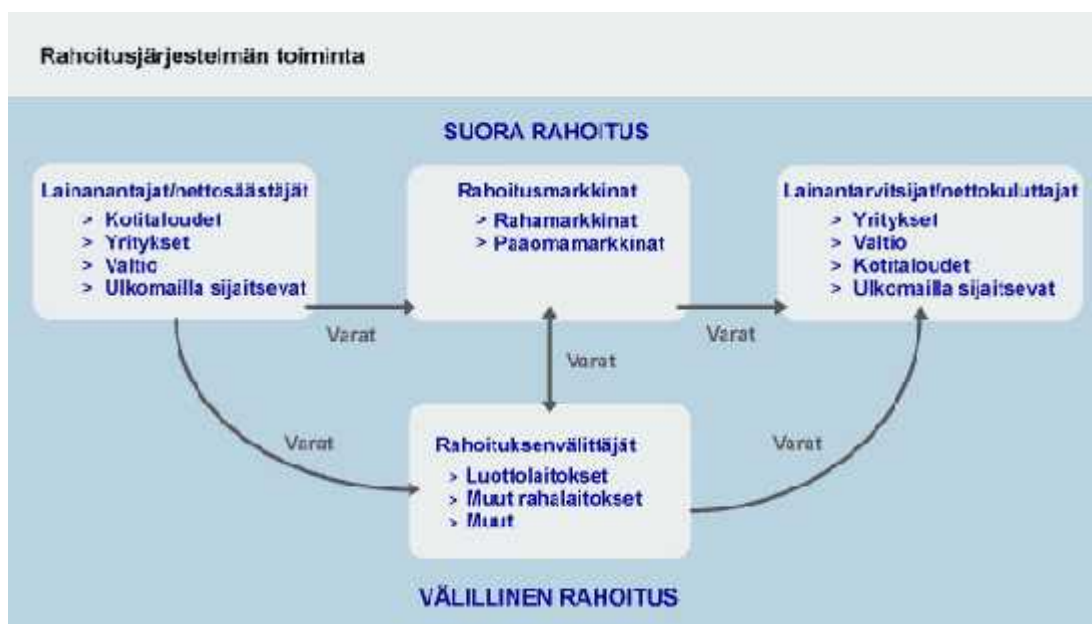 Rahoitusjärjestelmän toiminta
SUORA RAHOITUS
Lainanantajat/nettosäästäjät
> Kotitaloudet
> Yritykset
> Valtio
> Ulkomailla sijaitsevat
Rahoitusmarkkinat
> Rahamarkkinat
> Pääomamarkkinat
Lainantarvitsijat/nettokuluttajat
> Yritykset
> Valtio
> Kotitaloudet
> Ulkomailla sijaitsevat
Varat
Varat
Varat
Varat
Varat
Rahoituksenvälittäjät
> Luottolaitokset
> Muut rahalaitokset
> Muut
VÄLILLINEN RAHOITUS